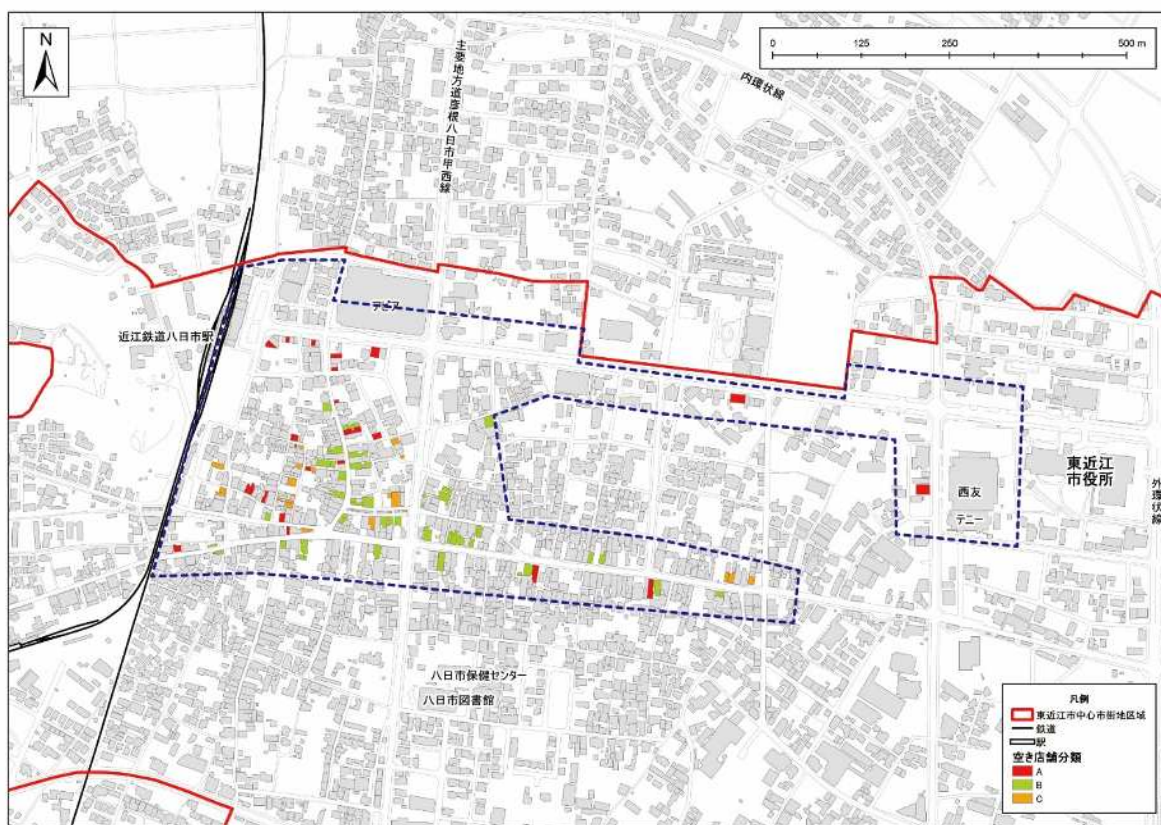 N
0 125 250 500 m
主要地方道彦根八日市甲西線
内環状線
アピア
近江鉄道八日市駅
西友
テニー
東近江
市役所
外環状線
八日市保健センター
八日市図書館
凡例
東近江市中心市街地区域
鉄道
駅
空き店舗分類
A
B
C